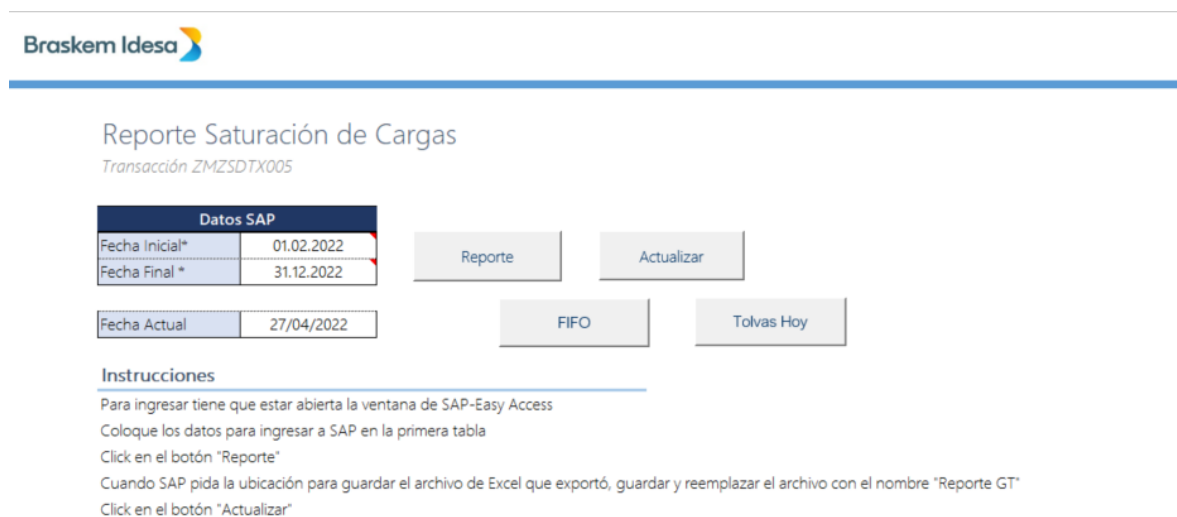 Braskem Idesa
Reporte Saturación de Cargas
Transacción ZMZSDTX005
Datos SAP
Fecha Inicial* 01.02.2022
Fecha Final * 31.12.2022
Reporte Actualizar
Fecha Actual 27/04/2022
FIFO Tolvas Hoy
Instrucciones
Para ingresar tiene que estar abierta la ventana de SAP-Easy Access
Coloque los datos para ingresar a SAP en la primera tabla
Click en el botón "Reporte"
Cuando SAP pida la ubicación para guardar el archivo de Excel que exportó, guardar y reemplazar el archivo con el nombre "Reporte GT"
Click en el botón "Actualizar"